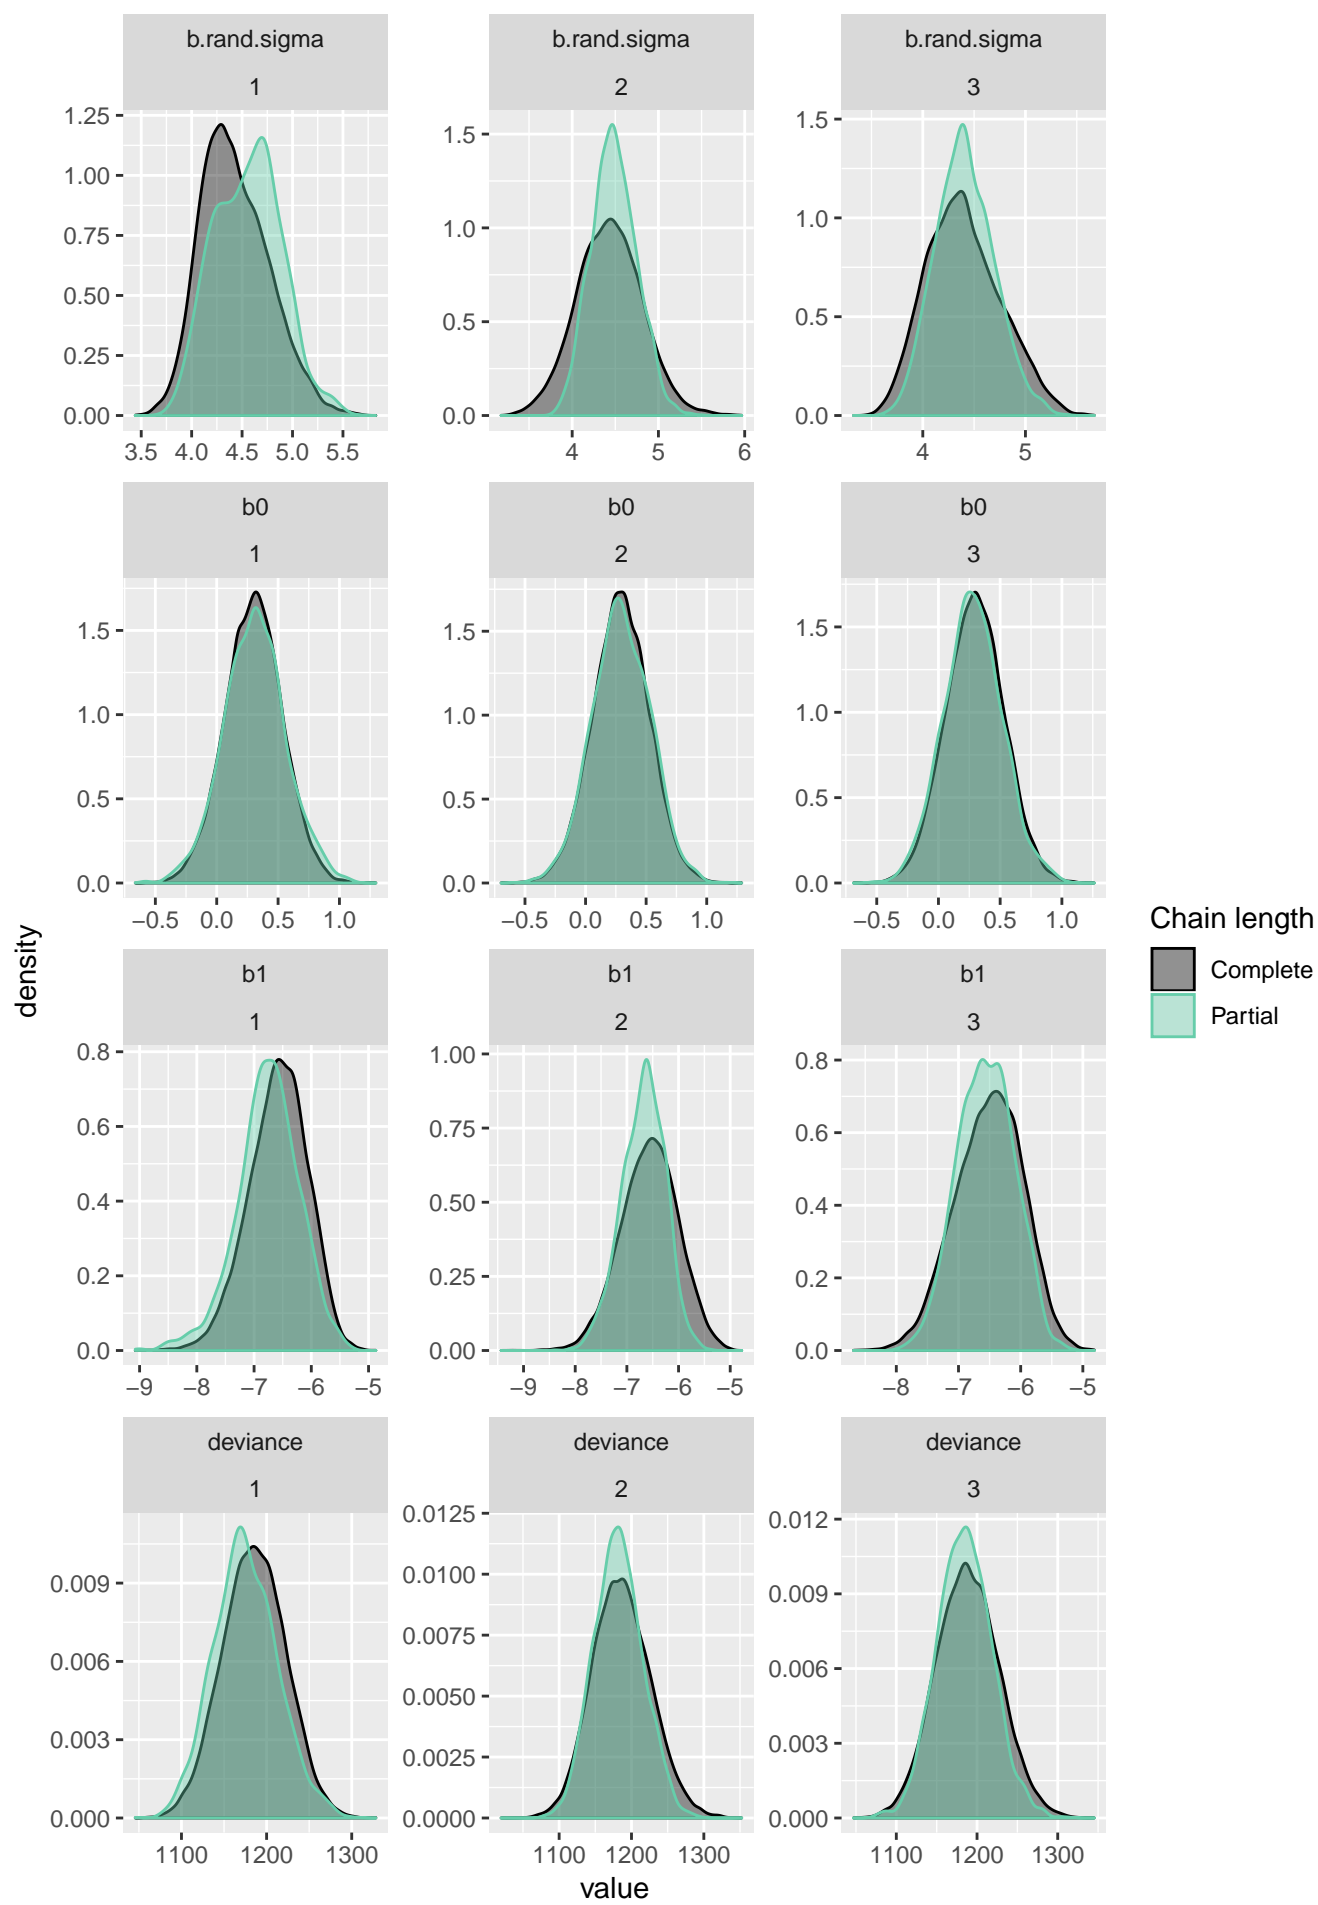 b.rand.sigma b.rand.sigma b.rand.sigma
1 2 3
1.25
1.00
0.75
0.50
0.25
0.00
3.5 4.0 4.5 5.0 5.5
1.5
1.0
0.5
0.0
4 5 6
1.5
1.0
0.5
0.0
4 5
b0 b0 b0
1 2 3
1.5
1.0
0.5
0.0
−0.5 0.0 0.5 1.0
1.5
1.0
0.5
0.0
−0.5 0.0 0.5 1.0
1.5
1.0
0.5
0.0
−0.5 0.0 0.5 1.0
b1 b1 b1
1 2 3
0.8
0.6
0.4
0.2
0.0
−9 −8 −7 −6 −5
1.00
0.75
0.50
0.25
0.00
−9 −8 −7 −6 −5
0.8
0.6
0.4
0.2
0.0
−8 −7 −6 −5
deviance deviance deviance
1 2 3
0.009
0.006
0.003
0.000
1100 1200 1300
0.0125
0.0100
0.0075
0.0050
0.0025
0.0000
1100 1200 1300
0.012
0.009
0.006
0.003
0.000
1100 1200 1300
value
density
Chain length
Complete
Partial